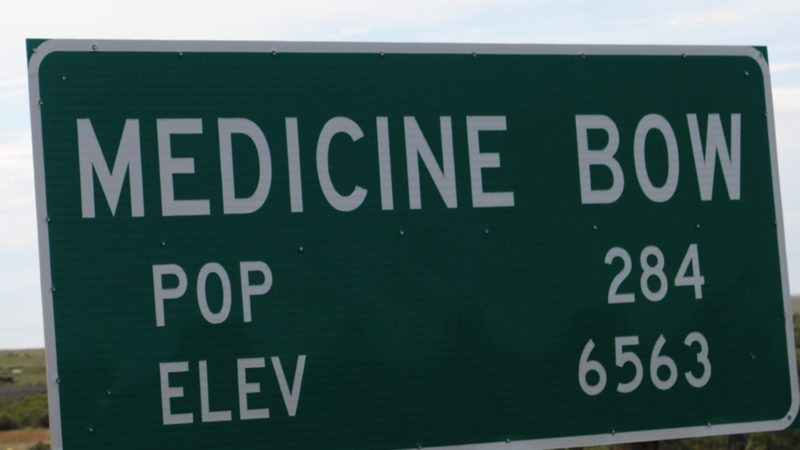 MEDICINE BOW
POP 284
ELEV 6563